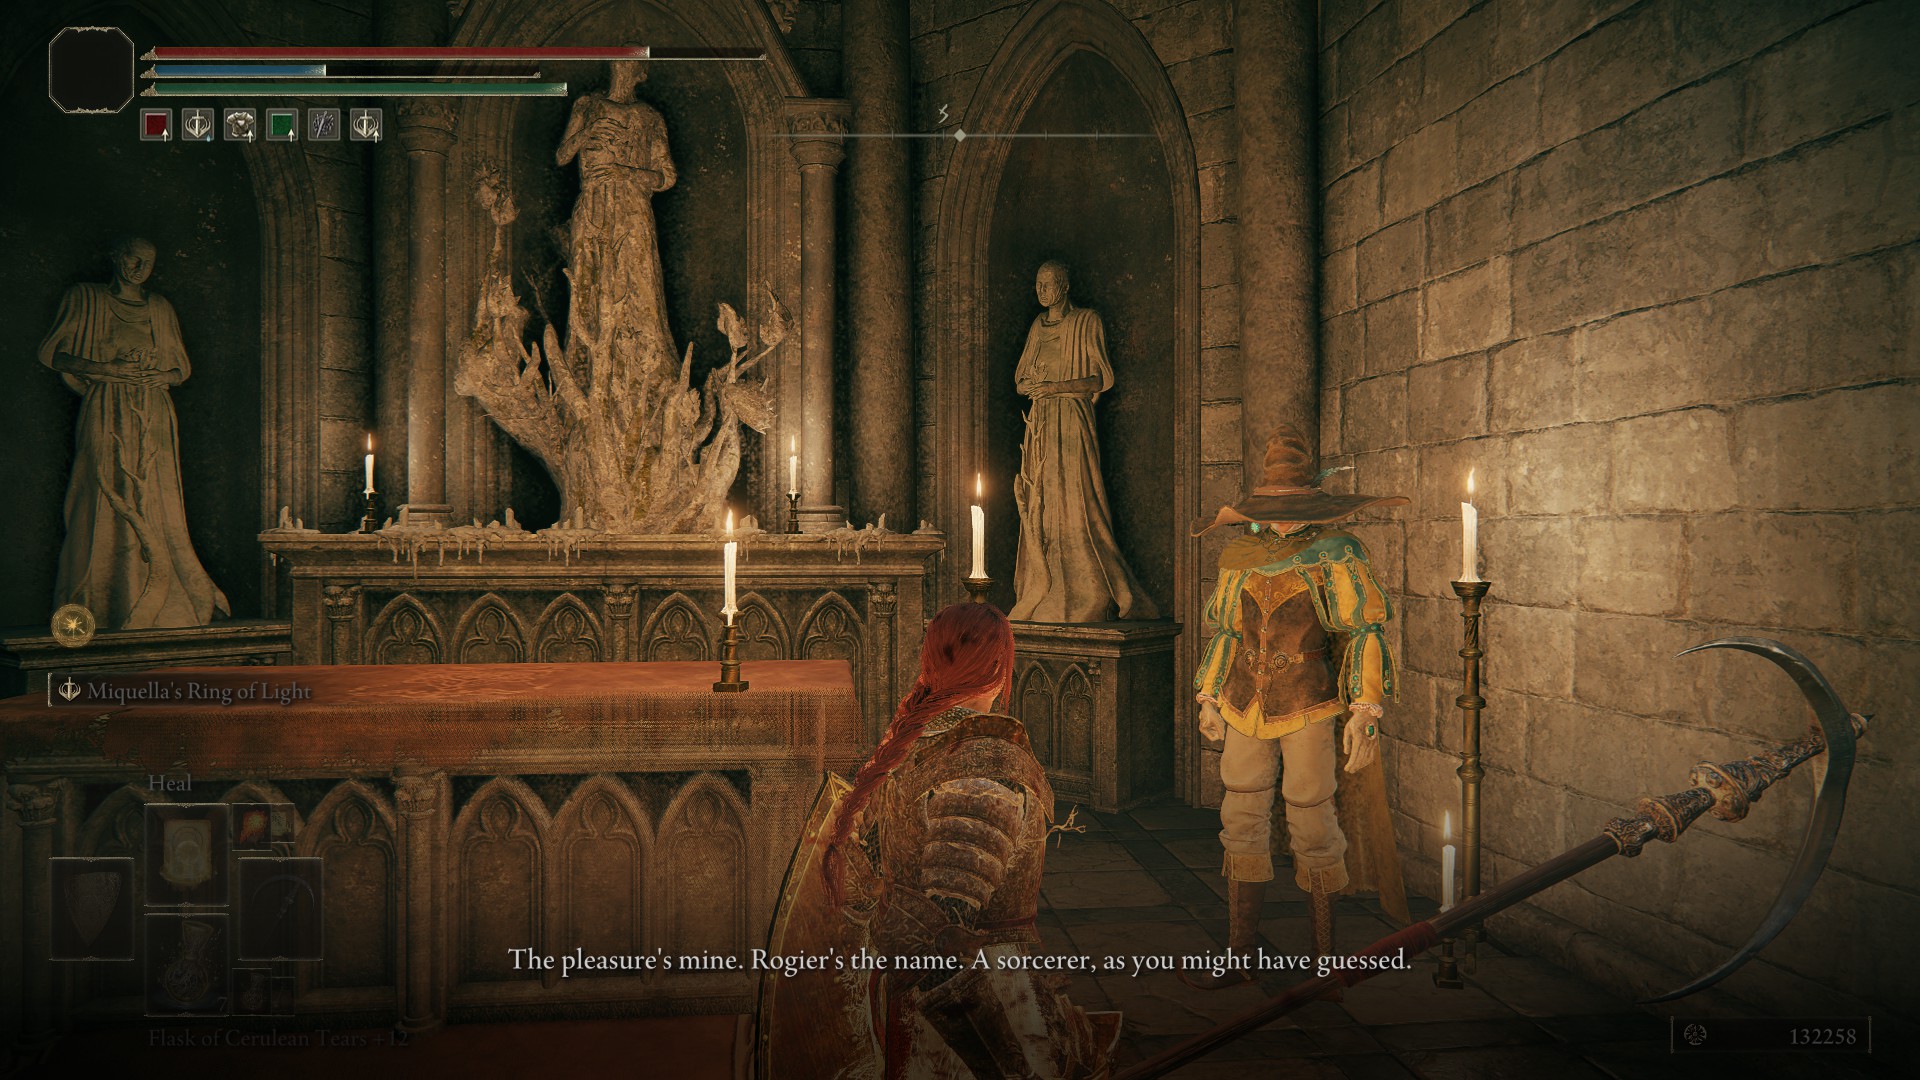 Miquella's Ring of Light
Heal
7
The pleasure's mine. Rogier's the name. A sorcerer, as you might have guessed.
Flask of Cerulean Tears +12
132258